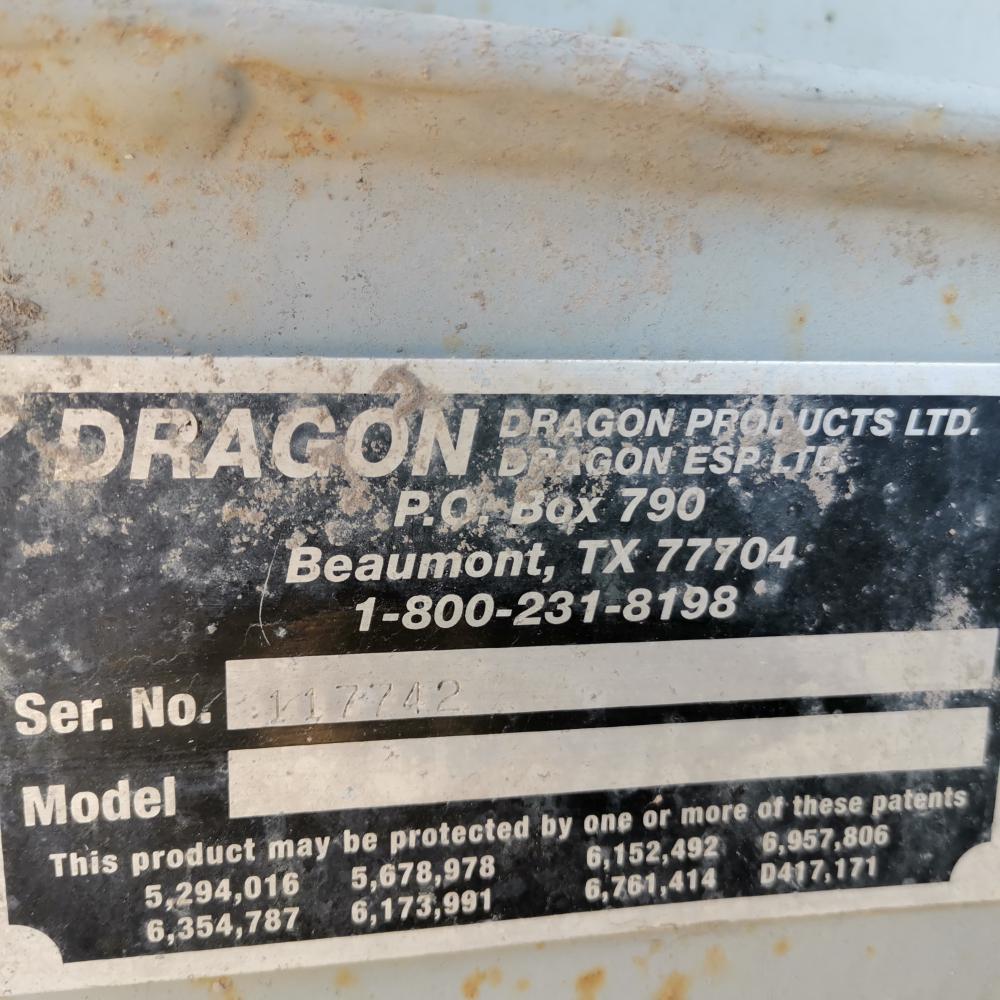 DRAGON DRAGON PRODUCTS LTD.
DRAGON ESP LTD.
P.O. Box 790
Beaumont, TX 77704
1-800-231-8198
Ser. No. 117742
Model
This product may be protected by one or more of these patents
5,294,016 5,678,978 6,152,492 6,957,806
6,354,787 6,173,991 6,761,414 D417,171